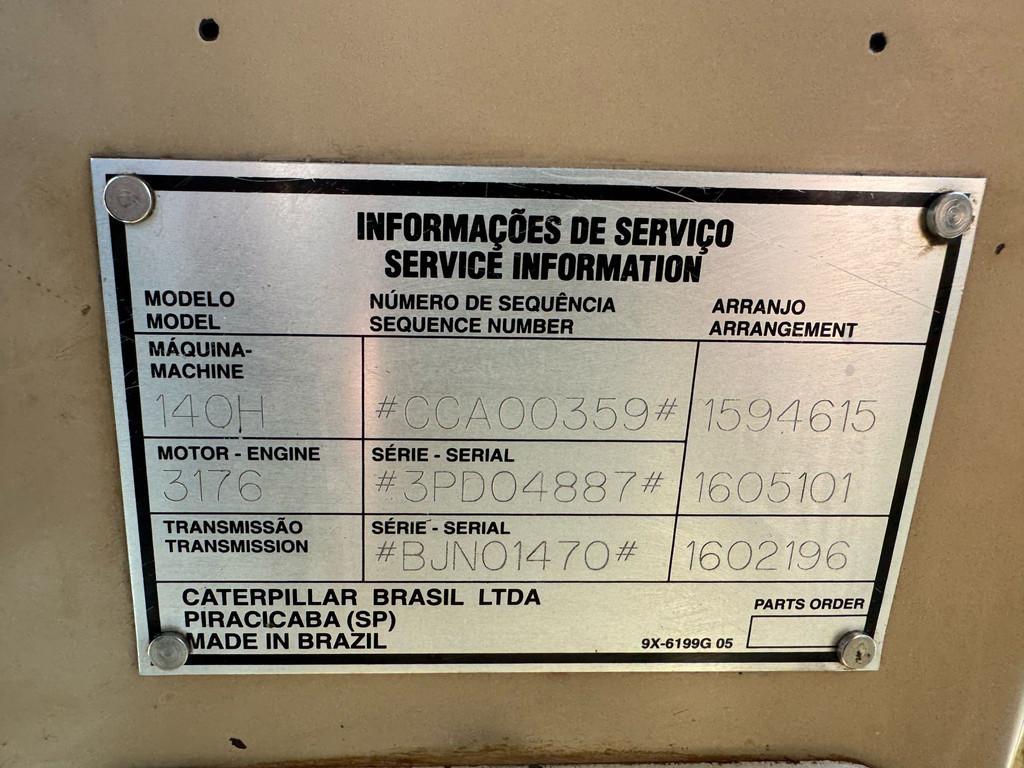 INFORMAÇÕES DE SERVIÇO
SERVICE INFORMATION
MODELO NÚMERO DE SEQUÊNCIA ARRANJO
MODEL SEQUENCE NUMBER ARRANGEMENT
MÁQUINA-
MACHINE
140H #CCA00359# 1594615
MOTOR - ENGINE SÉRIE - SERIAL
3176 #3PD04887# 1605101
TRANSMISSÃO SÉRIE - SERIAL
TRANSMISSION #BJN01470# 1602196
CATERPILLAR BRASIL LTDA PARTS ORDER
PIRACICABA (SP)
MADE IN BRAZIL 9X-6199G 05